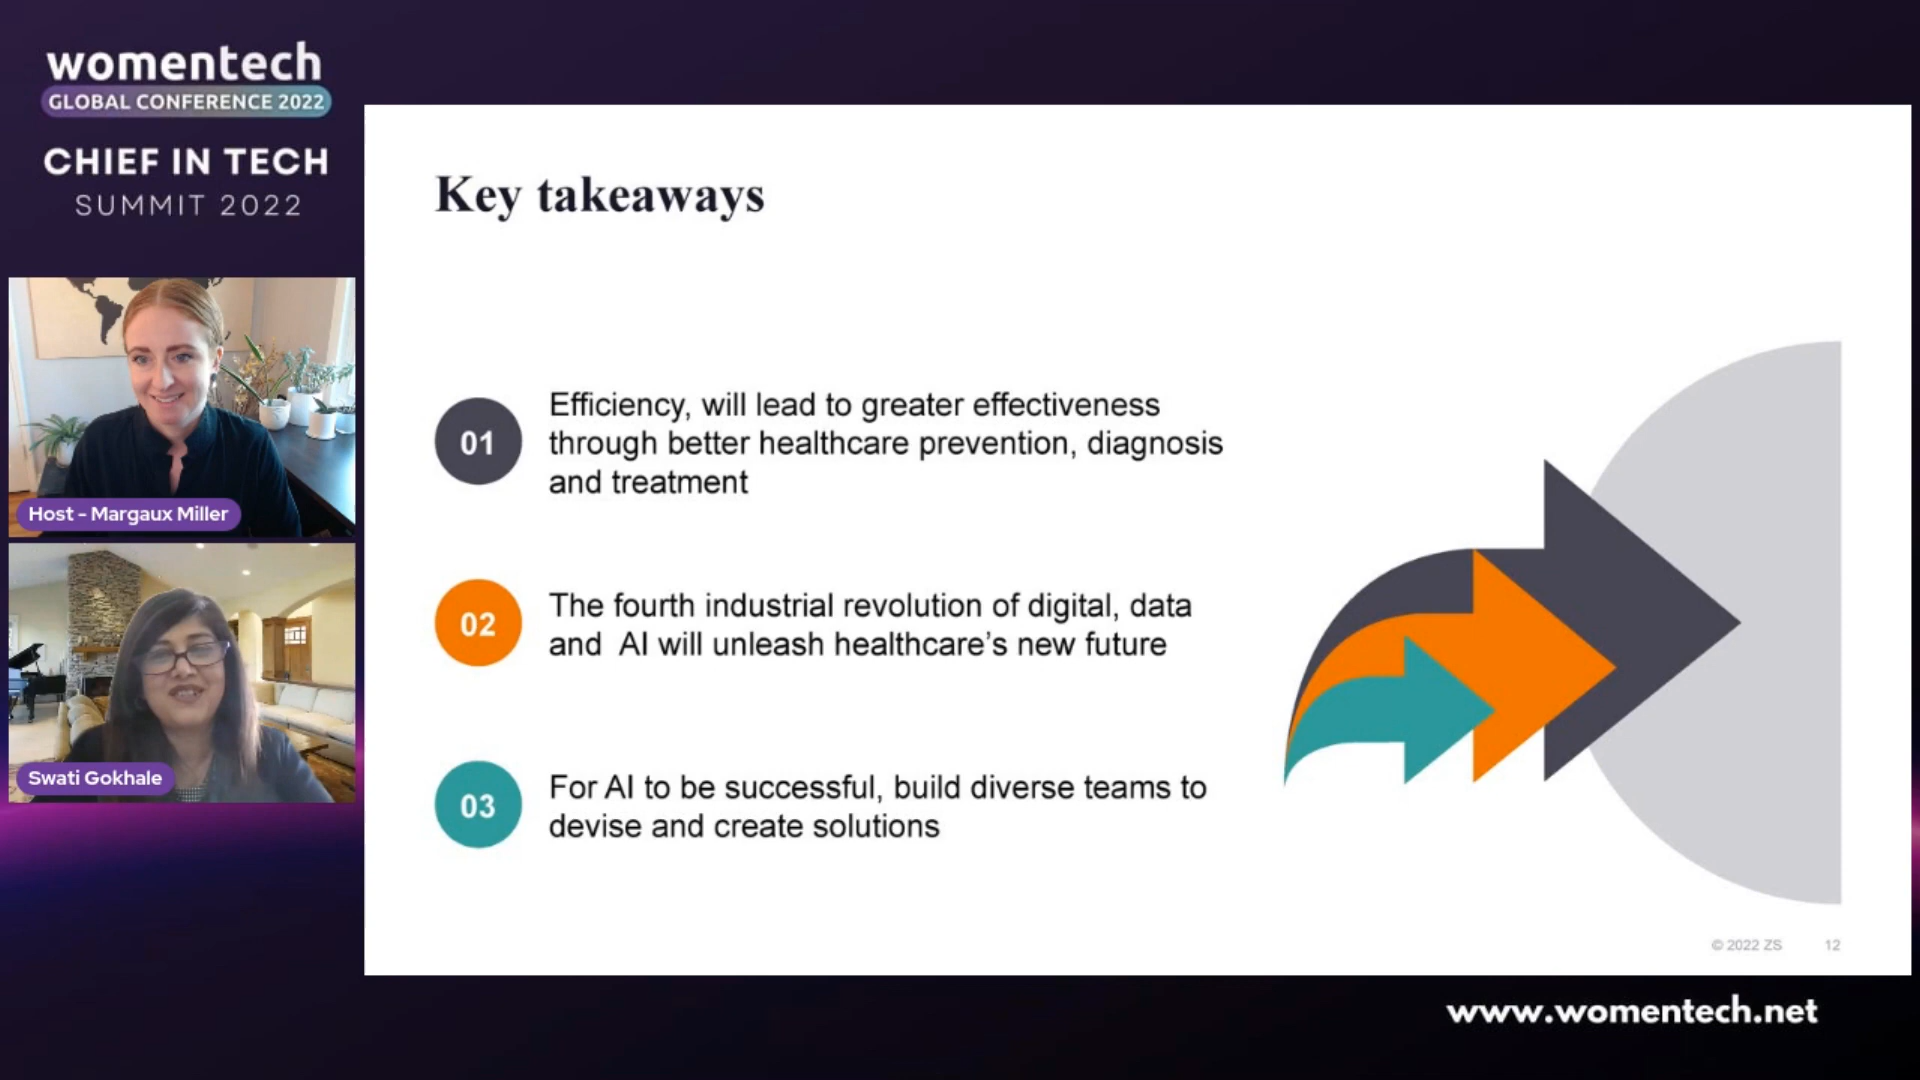 womentech
GLOBAL CONFERENCE 2022
CHIEF IN TECH
SUMMIT 2022
Host - Margaux Miller
Swati Gokhale
Key takeaways
01
Efficiency, will lead to greater effectiveness
through better healthcare prevention, diagnosis
and treatment
02
The fourth industrial revolution of digital, data
and  AI will unleash healthcare’s new future
03
For AI to be successful, build diverse teams to
devise and create solutions
© 2022 ZS
12
www.womentech.net